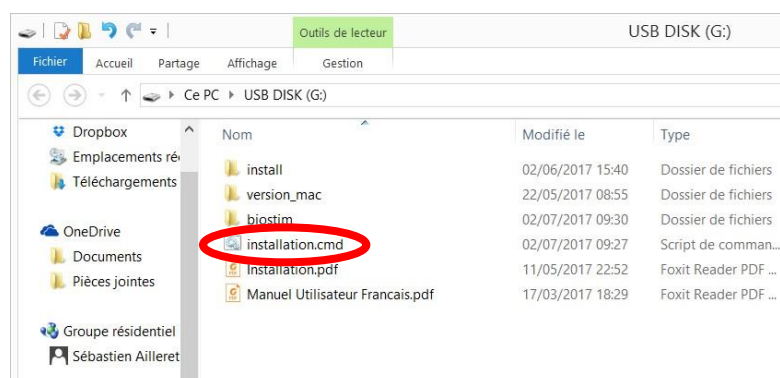 Outils de lecteur
USB DISK (G:)
Fichier Accueil Partage Affichage Gestion
Ce PC USB DISK (G:)
Dropbox
Emplacements ré
Téléchargements
OneDrive
Documents
Pièces jointes
Groupe résidentiel
Sébastien Ailleret
Nom Modifié le Type
install 02/06/2017 15:40 Dossier de fichiers
version_mac 22/05/2017 08:55 Dossier de fichiers
biostim 02/07/2017 09:30 Dossier de fichiers
installation.cmd 02/07/2017 09:27 Script de comman...
Installation.pdf 11/05/2017 22:52 Foxit Reader PDF ...
Manuel Utilisateur Francais.pdf 17/03/2017 18:29 Foxit Reader PDF ...